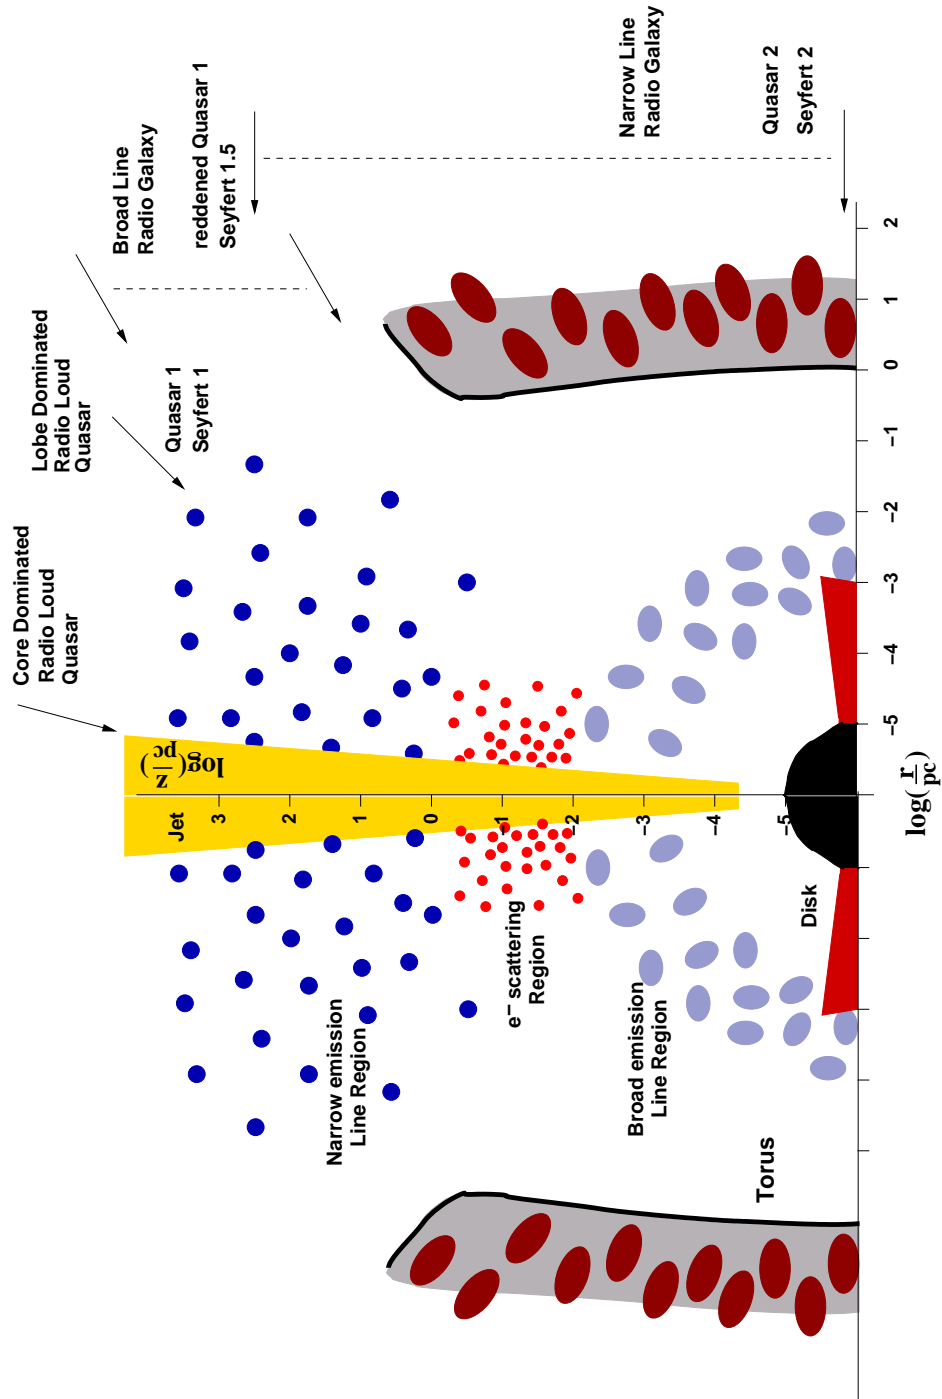 Core Dominated
Radio Loud
Quasar
Lobe Dominated
Radio Loud
Quasar
Quasar 1
Seyfert 1
Broad Line
Radio Galaxy
reddened Quasar 1
Seyfert 1.5
Narrow Line
Radio Galaxy
Quasar 2
Seyfert 2
Jet
log(z/pc)
3
2
1
0
−1
−2
−3
−4
−5
Narrow emission
Line Region
e− scattering
Region
Broad emission
Line Region
Disk
Torus
−5
−4
−3
−2
−1
0
1
2
log(r/pc)